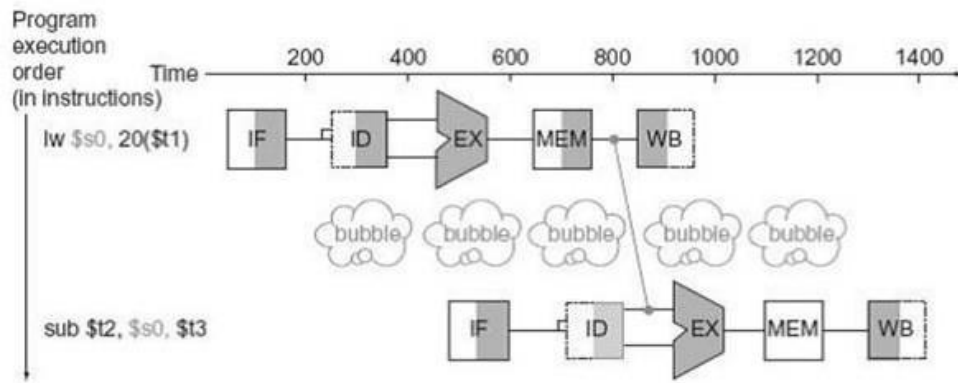 Program
execution
order
(in instructions)
Time
200 400 600 800 1000 1200 1400
lw $s0, 20($t1)
IF ID EX MEM WB
bubble bubble bubble bubble bubble
sub $t2, $s0, $t3
IF ID EX MEM WB